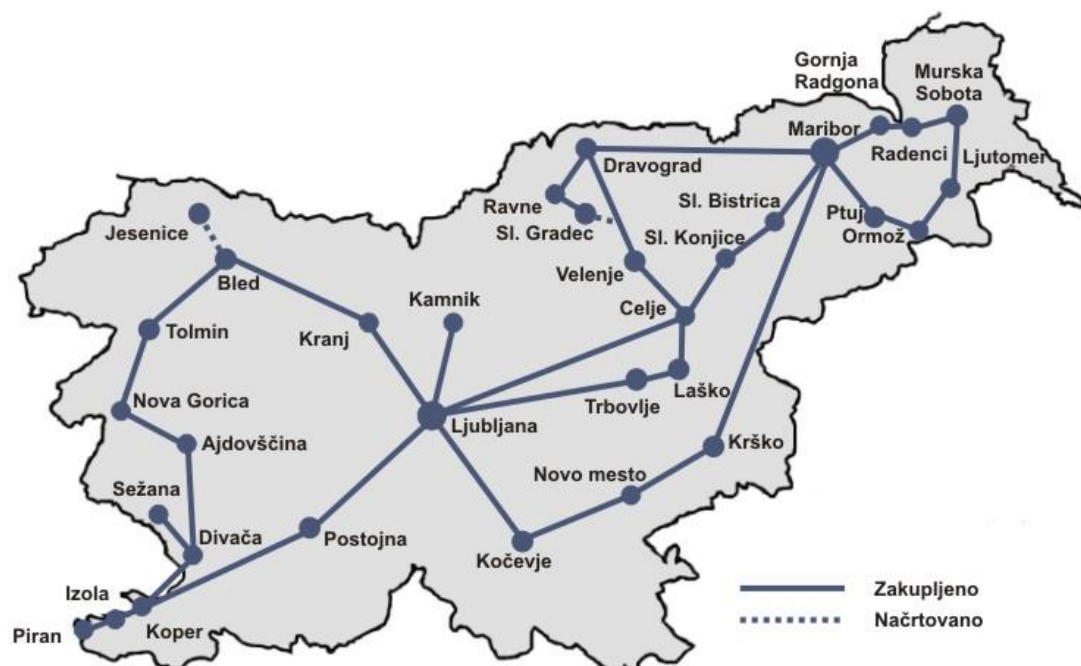 Gornja
Radgona
Murska
Sobota
Maribor
Radenci
Ljutomer
Dravograd
Sl. Bistrica
Ravne
Ptuj
Ormož
Sl. Gradec
Sl. Konjice
Jesenice
Velenje
Bled
Kamnik
Celje
Tolmin
Kranj
Laško
Trbovlje
Nova Gorica
Ljubljana
Ajdovščina
Krško
Novo mesto
Sežana
Divača
Postojna
Kočevje
Izola
Zakupljeno
Piran
Koper
Načrtovano